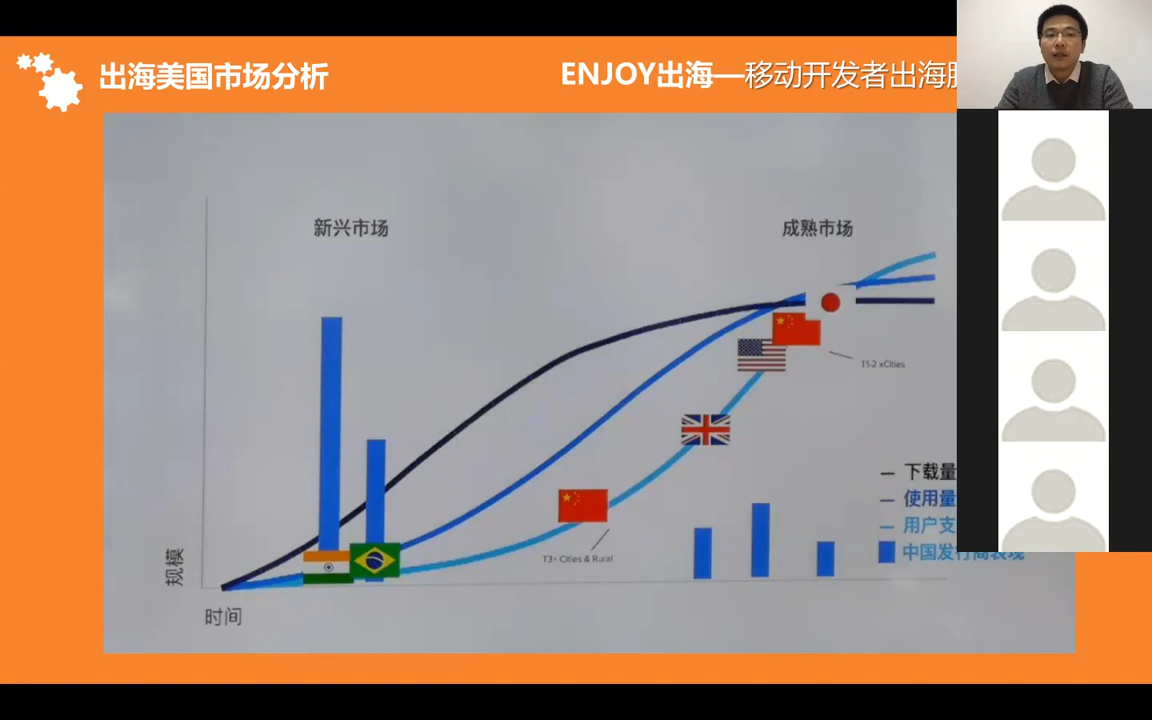 出海美国市场分析
ENJOY出海—移动开发者出海
新兴市场
成熟市场
T1-2 xCities
T3+ Cities & Rural
下载量
使用量
用户支
中国发行商表现
规模
时间